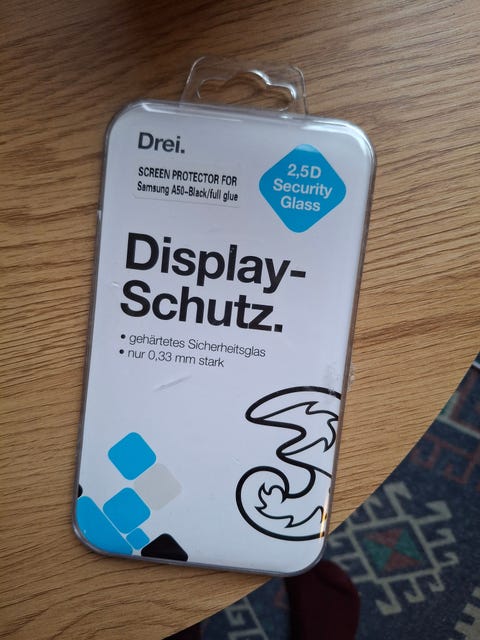 Drei.
SCREEN PROTECTOR FOR
Samsung A50-Black/full glue
2,5D
Security
Glass
Display-
Schutz.
• gehärtetes Sicherheitsglas
• nur 0,33 mm stark